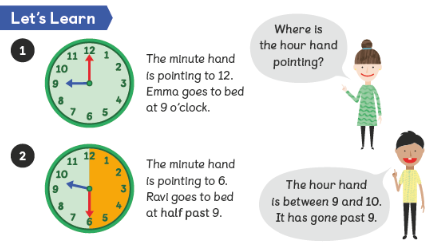 Let's Learn
1
12
1
2
3
4
5
6
7
8
9
10
11
The minute hand
is pointing to 12.
Emma goes to bed
at 9 o'clock.
Where is
the hour hand
pointing?
2
12
1
2
3
4
5
6
7
8
9
10
11
The minute hand
is pointing to 6.
Ravi goes to bed
at half past 9.
The hour hand
is between 9 and 10.
It has gone past 9.